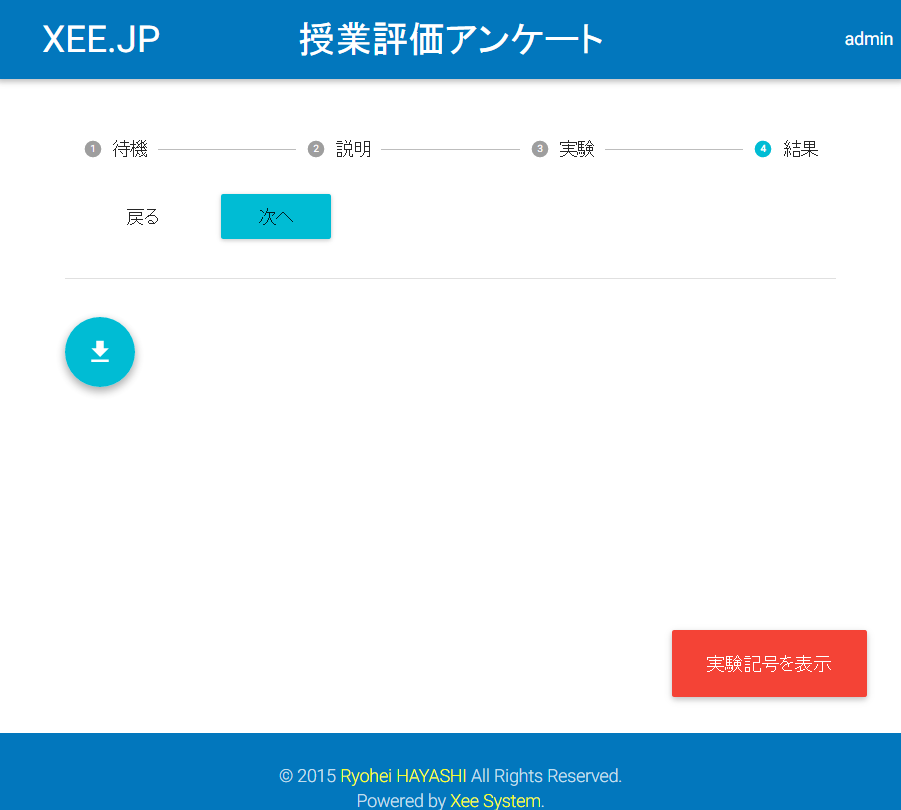 XEE.JP 授業評価アンケート admin
1 待機 2 説明 3 実験 4 結果
戻る 次へ
実験記号を表示
© 2015 Ryohei HAYASHI All Rights Reserved.
Powered by Xee System.